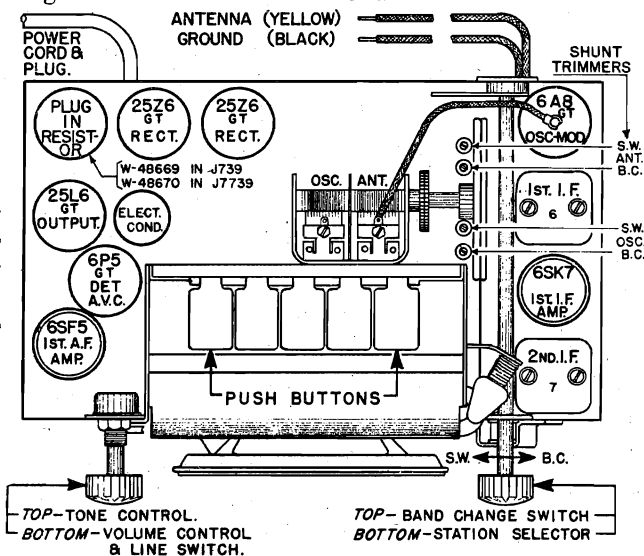 ANTENNA (YELLOW)
GROUND (BLACK)
POWER
CORD &
PLUG.
SHUNT
TRIMMERS
PLUG
IN
RESIST-
OR
25Z6
GT
RECT.
25Z6
GT
RECT.
6A8
GT
OSC-MOD.
W-48669 IN J739
W-48670 IN J7739
S.W.
ANT.
B.C.
25L6
GT
OUTPUT.
ELECT.
COND.
OSC.
ANT.
1ST. I.F.
6
S.W.
OSC.
B.C.
6P5
GT
DET
A.V.C.
6SK7
1ST. I.F.
AMP.
6SF5
1ST. A.F.
AMP.
2ND. I.F.
7
PUSH BUTTONS
S.W.
B.C.
TOP-TONE CONTROL.
BOTTOM-VOLUME CONTROL
& LINE SWITCH.
TOP-BAND CHANGE SWITCH
BOTTOM-STATION SELECTOR